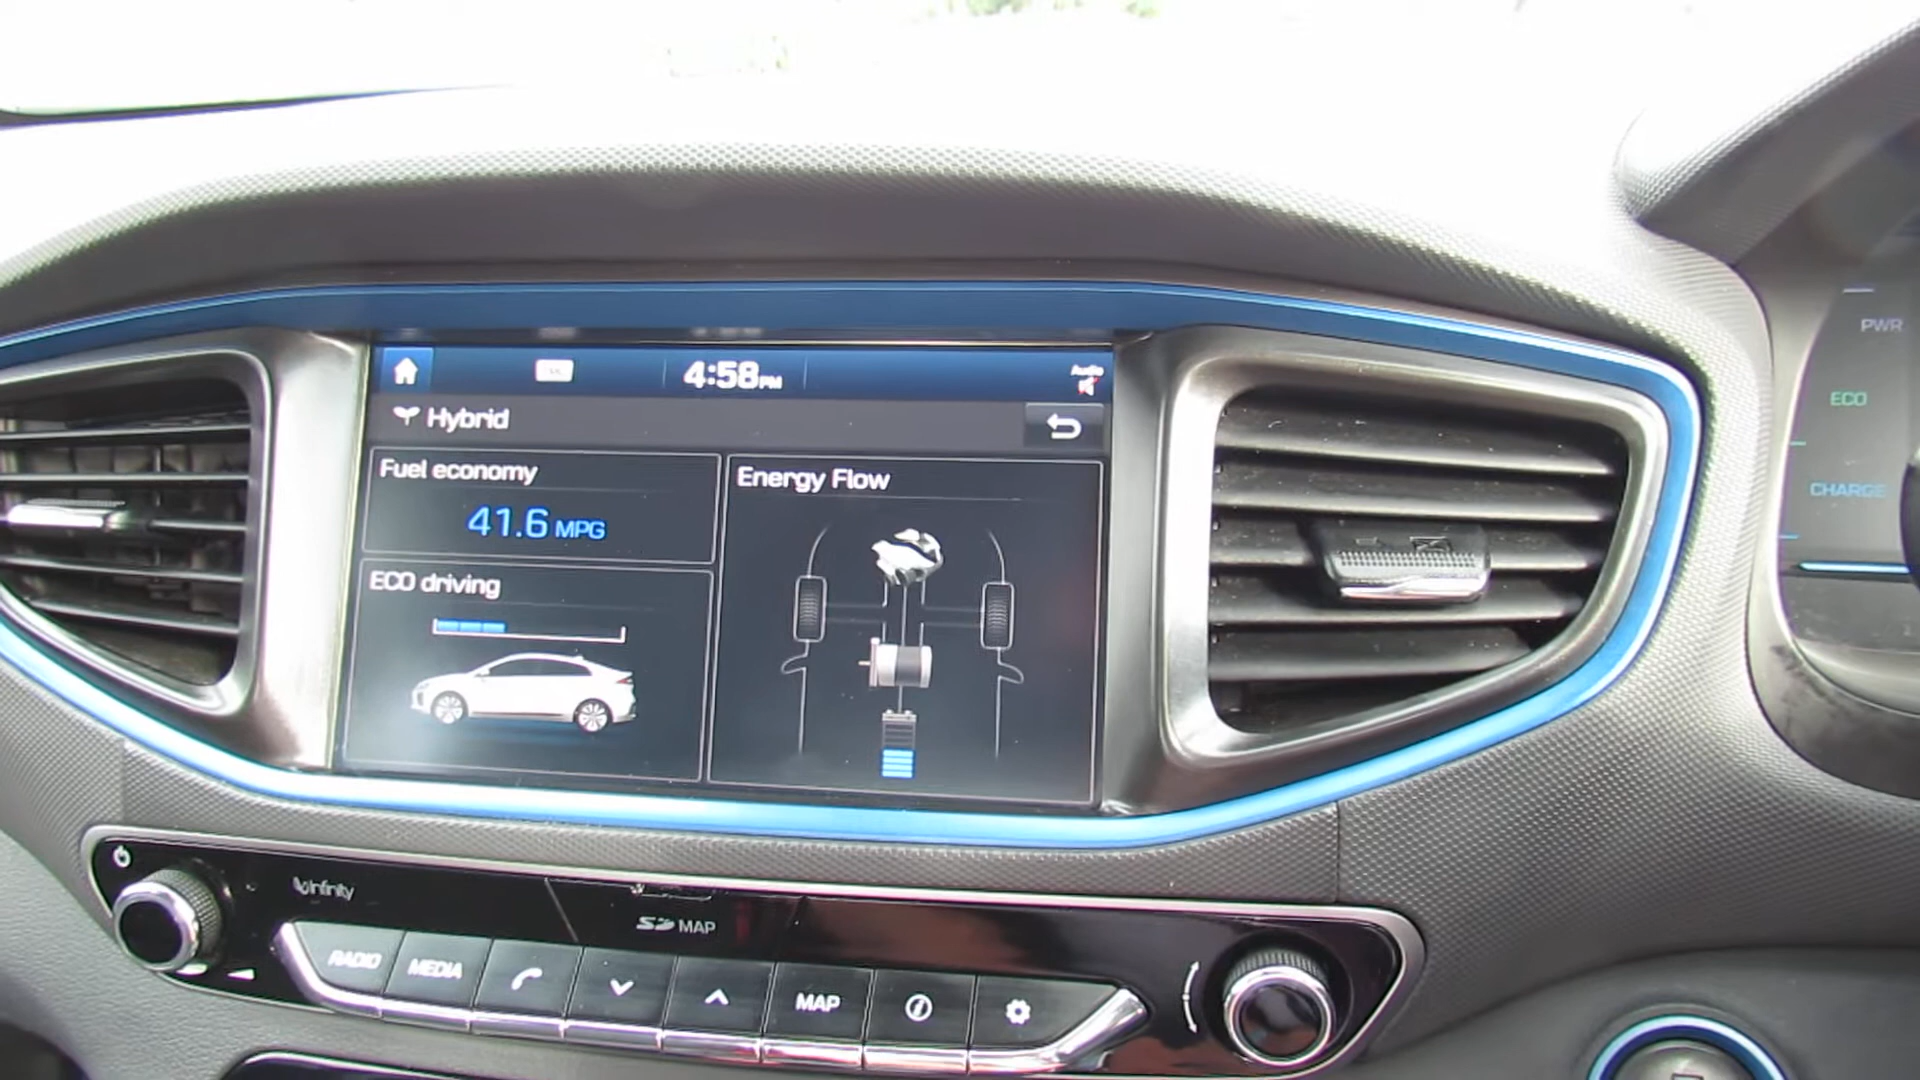 4:58PM
Audio
Hybrid
Fuel economy
41.6 MPG
ECO driving
Energy Flow
PWR
ECO
CHARGE
infinity
SD MAP
RADIO
MEDIA
MAP